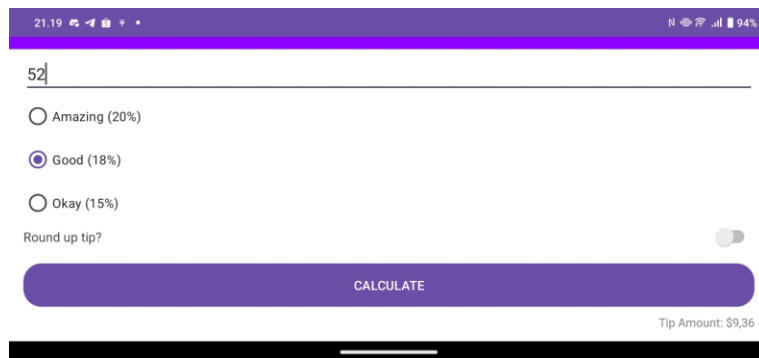 21.19 94%
52
Amazing (20%)
Good (18%)
Okay (15%)
Round up tip?
CALCULATE
Tip Amount: $9,36